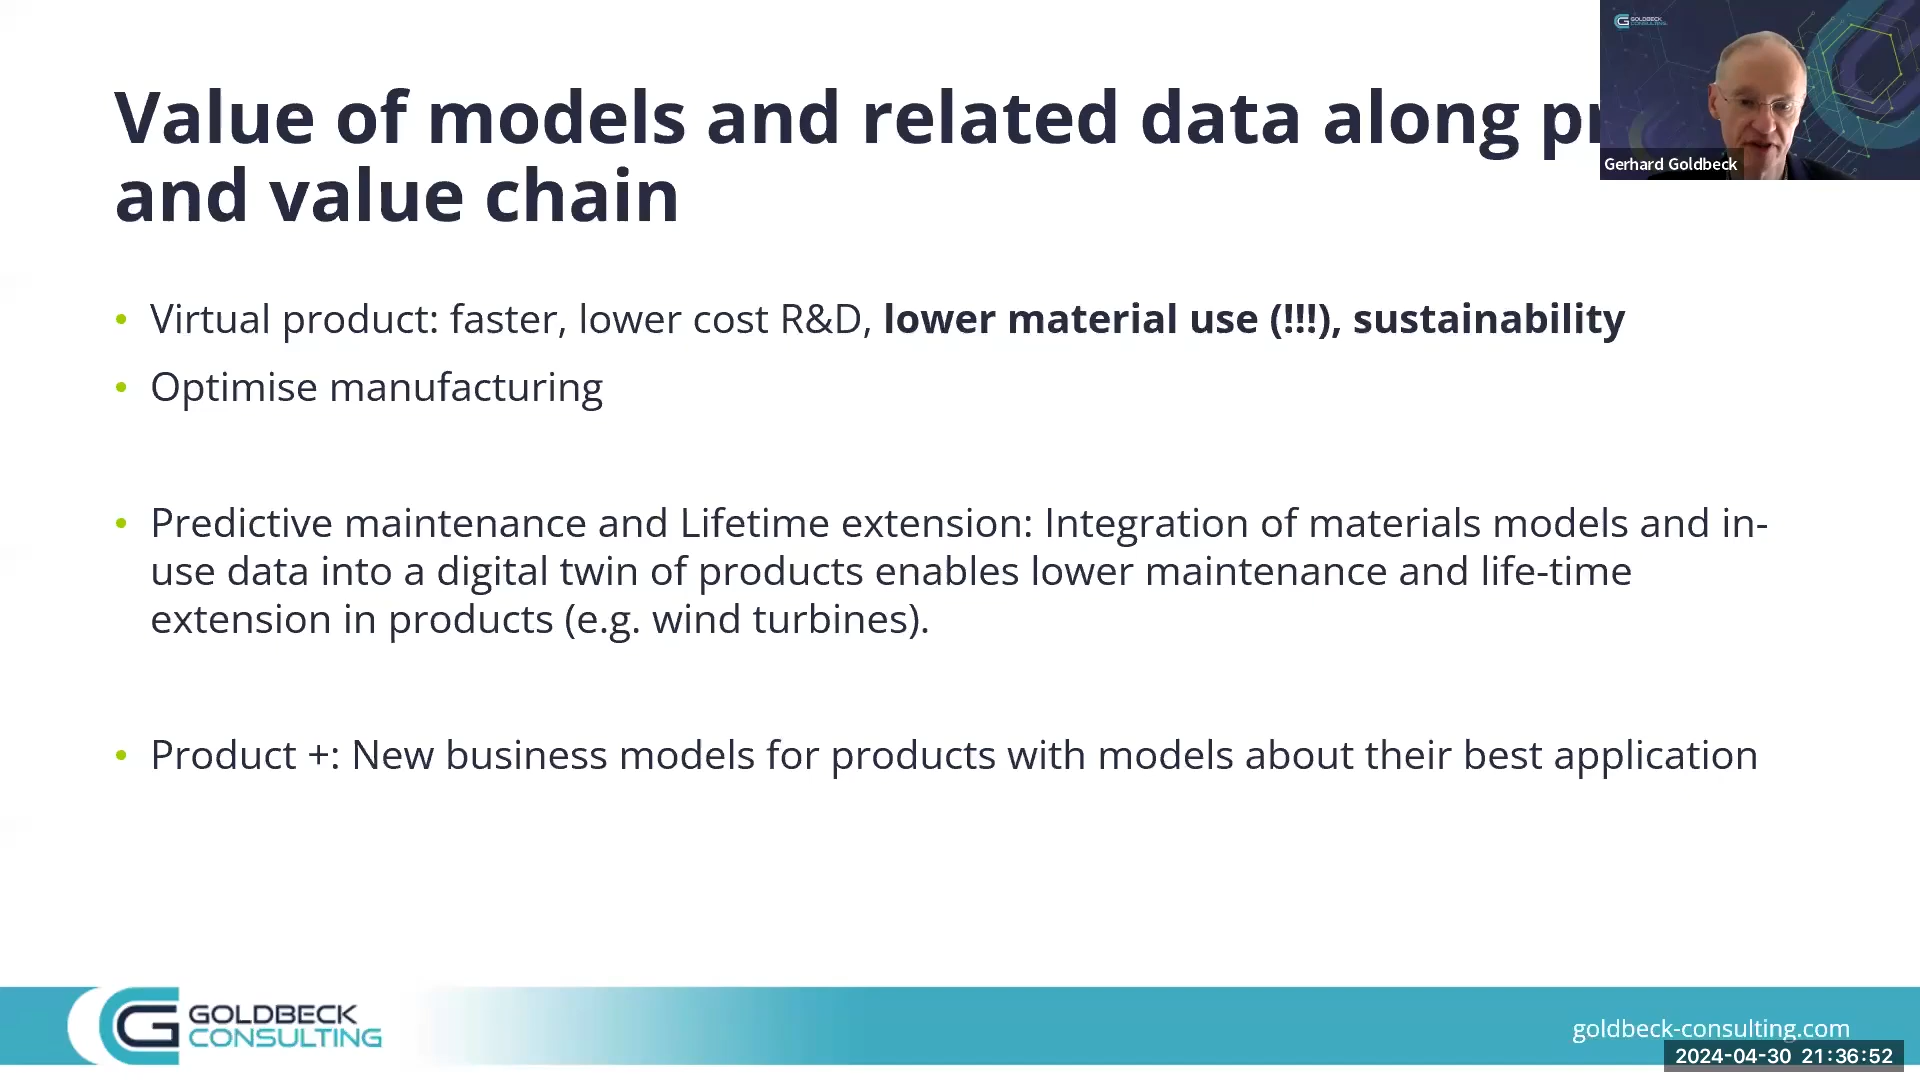 GOLDBECK
CONSULTING
Value of models and related data along
and value chain
Gerhard Goldbeck
• Virtual product: faster, lower cost R&D, lower material use (!!!), sustainability
• Optimise manufacturing
• Predictive maintenance and Lifetime extension: Integration of materials models and in-
use data into a digital twin of products enables lower maintenance and life-time
extension in products (e.g. wind turbines).
• Product +: New business models for products with models about their best application
GOLDBECK
CONSULTING
goldbeck-consulting.com
2024-04-30 21:36:52